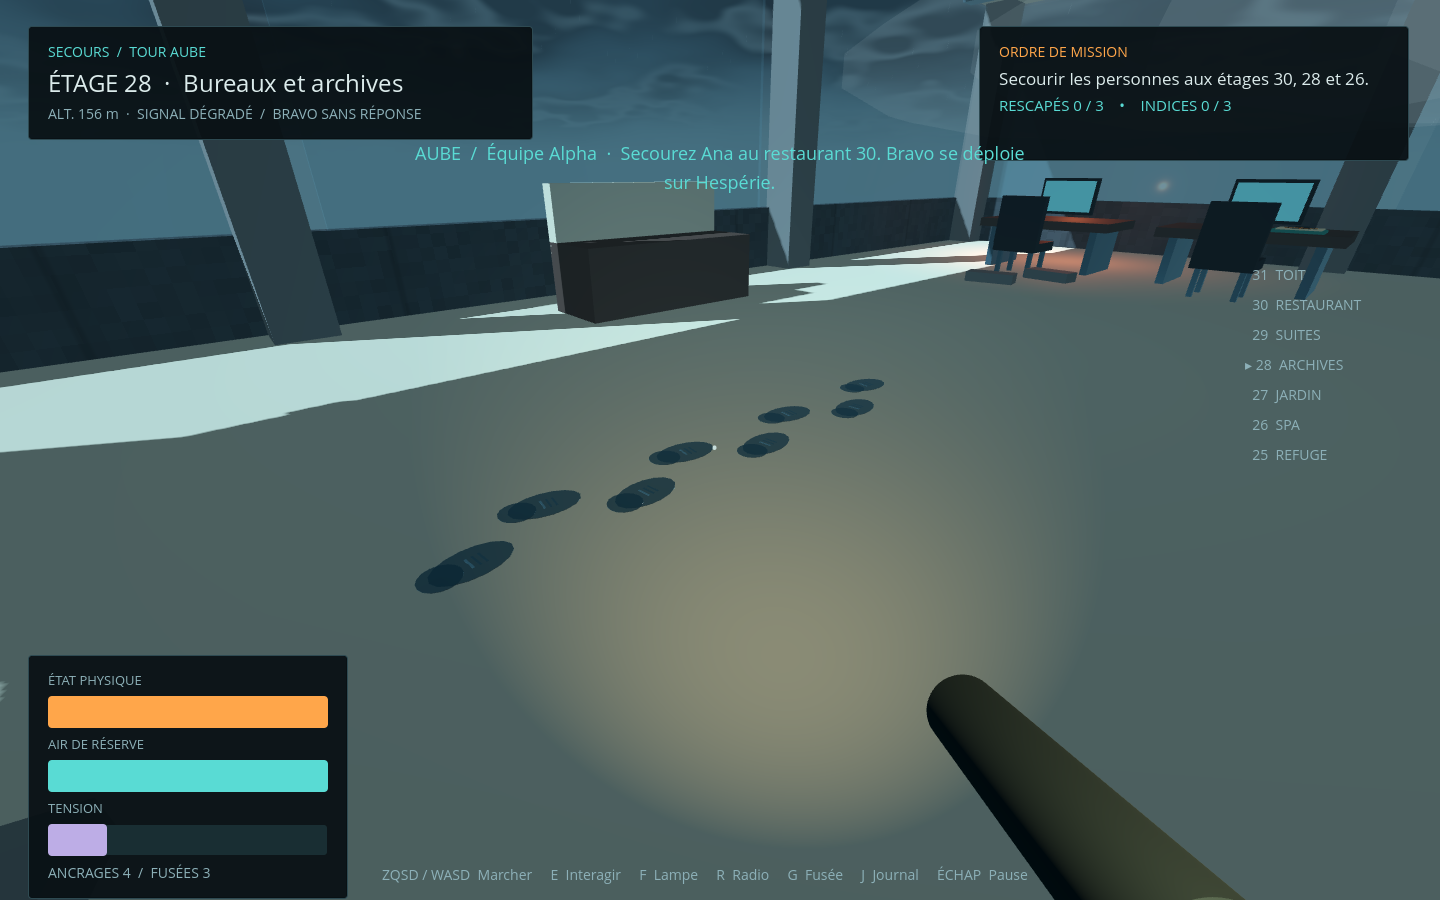 SECOURS / TOUR AUBE
ÉTAGE 28 · Bureaux et archives
ALT. 156 m · SIGNAL DÉGRADÉ / BRAVO SANS RÉPONSE
ORDRE DE MISSION
Secourir les personnes aux étages 30, 28 et 26.
RESCAPÉS 0 / 3 • INDICES 0 / 3
AUBE / Équipe Alpha · Secourez Ana au restaurant 30. Bravo se déploie
sur Hespérie.
31 TOIT
30 RESTAURANT
29 SUITES
▸ 28 ARCHIVES
27 JARDIN
26 SPA
25 REFUGE
ÉTAT PHYSIQUE
AIR DE RÉSERVE
TENSION
ANCRAGES 4 / FUSÉES 3
ZQSD / WASD Marcher E Interagir F Lampe R Radio G Fusée J Journal ÉCHAP Pause